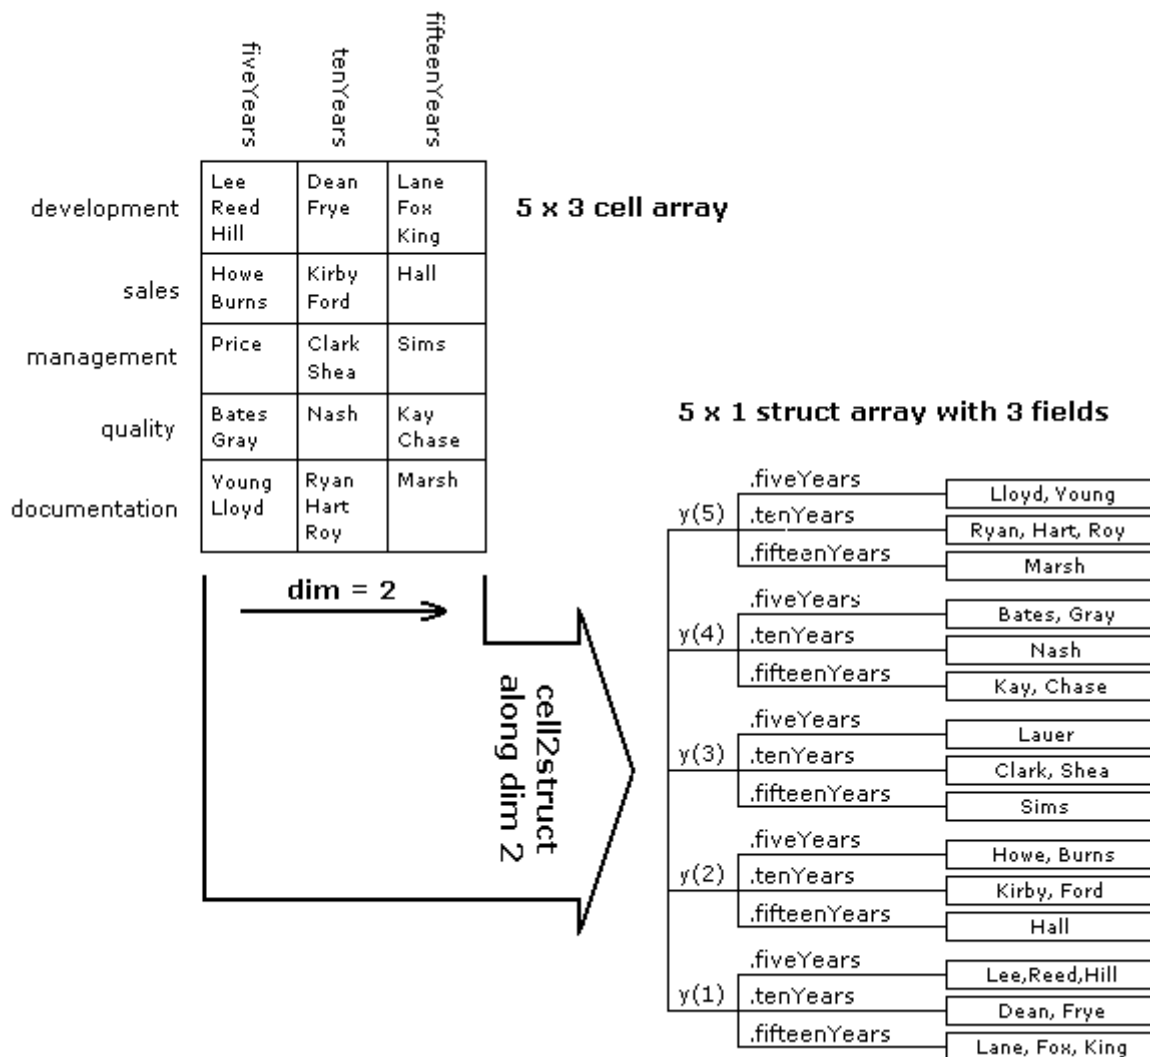 fiveYears
tenYears
fifteenYears
development
Lee
Reed
Hill
Dean
Frye
Lane
Fox
King
5 x 3 cell array
sales
Howe
Burns
Kirby
Ford
Hall
management
Price
Clark
Shea
Sims
quality
Bates
Gray
Nash
Kay
Chase
documentation
Young
Lloyd
Ryan
Hart
Roy
Marsh
dim = 2
cell2struct
along dim 2
5 x 1 struct array with 3 fields
y(5)
.fiveYears
Lloyd, Young
.tenYears
Ryan, Hart, Roy
.fifteenYears
Marsh
y(4)
.fiveYears
Bates, Gray
.tenYears
Nash
.fifteenYears
Kay, Chase
y(3)
.fiveYears
Lauer
.tenYears
Clark, Shea
.fifteenYears
Sims
y(2)
.fiveYears
Howe, Burns
.tenYears
Kirby, Ford
.fifteenYears
Hall
y(1)
.fiveYears
Lee,Reed,Hill
.tenYears
Dean, Frye
.fifteenYears
Lane, Fox, King